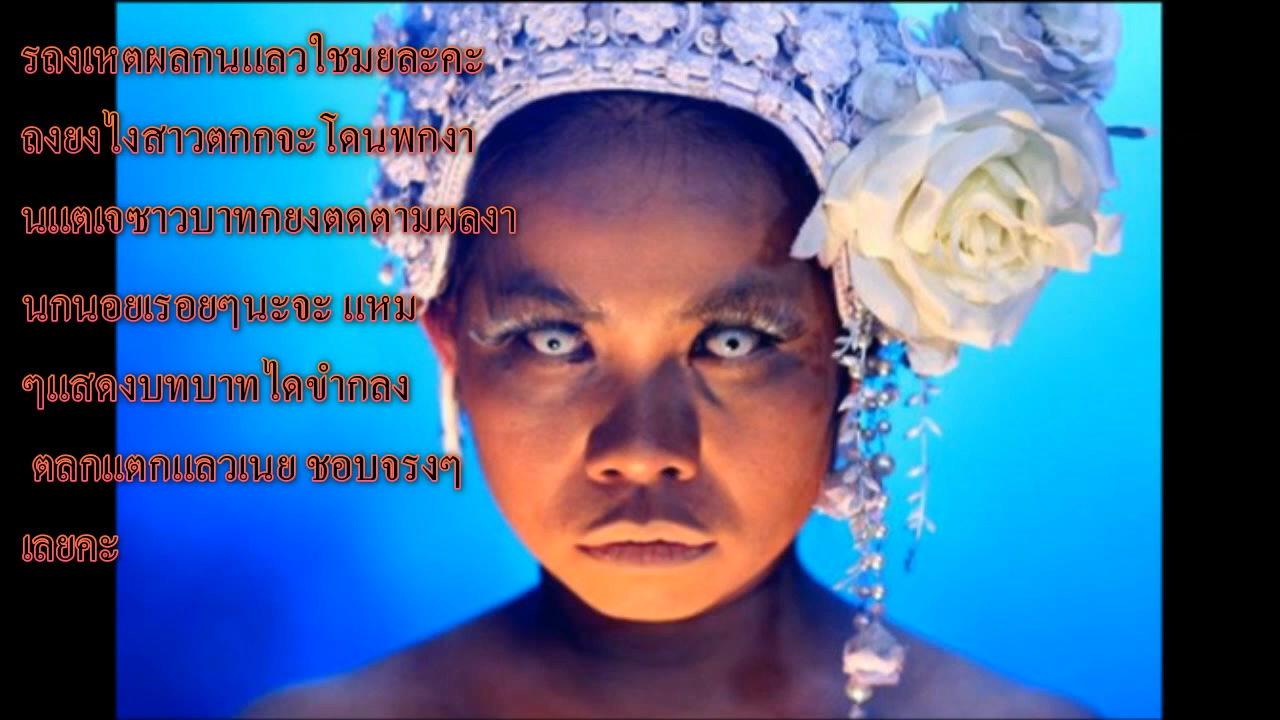 รถงเหตผลกนแลวใชมยละคะ
ถงยงไงสาวตกกจะโดนพกงา
นแตเจซาวบาทกยงตดตามผลงา
นกนอยเรอยๆนะจะ แหม
ๆแสดงบทบาทไดขำกลง
ตลกแตกแลวเนย ชอบจรงๆ
เลยคะ